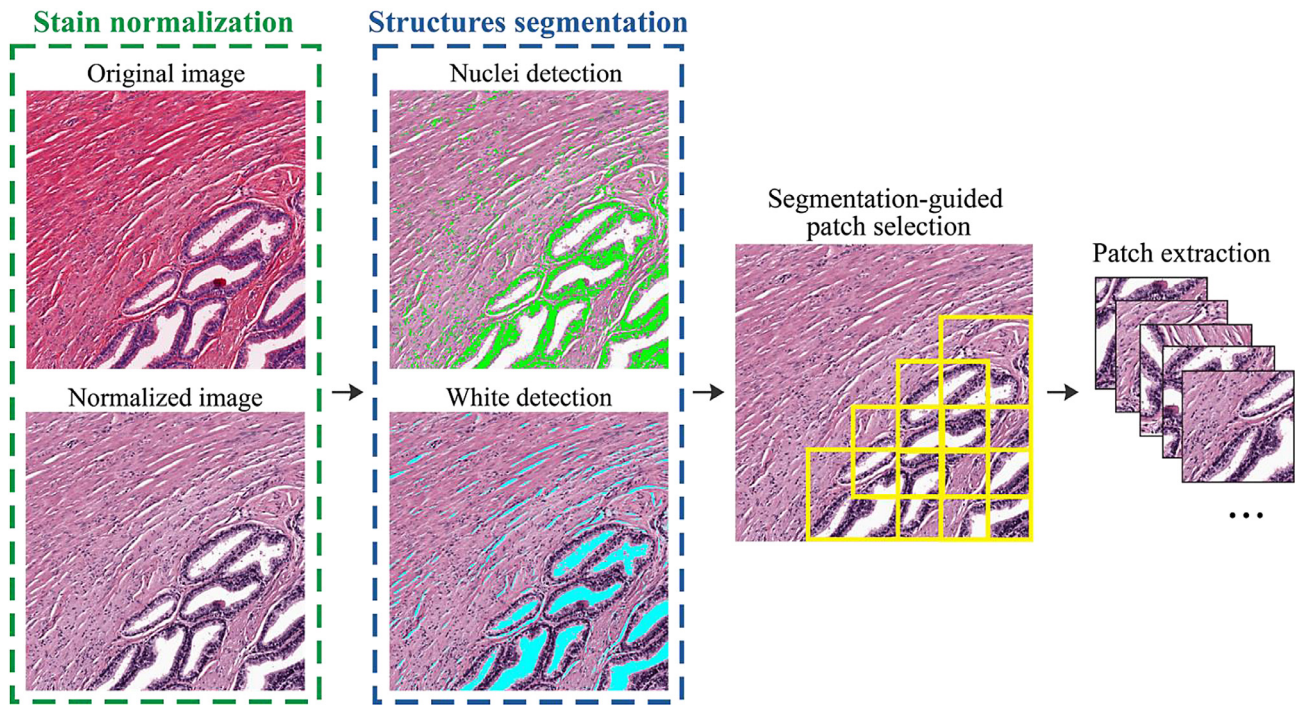 Stain normalization
Original image
Normalized image
Structures segmentation
Nuclei detection
White detection
Segmentation-guided
patch selection
Patch extraction
...